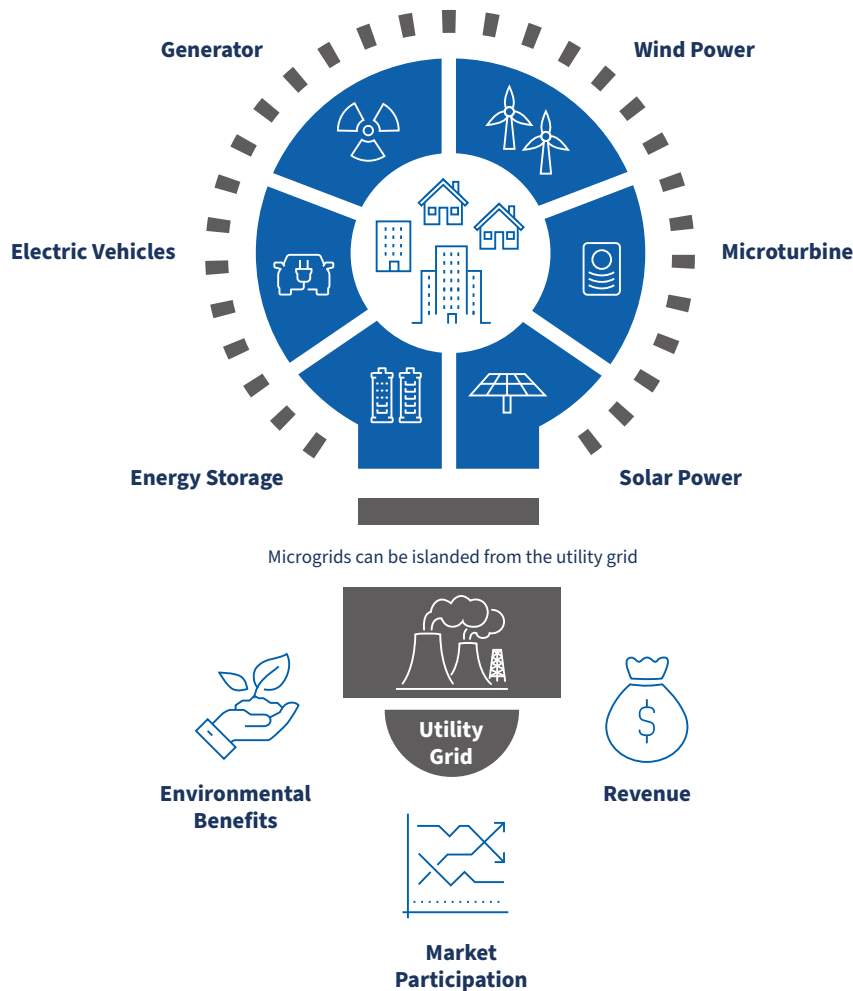 Generator
Wind Power
Electric Vehicles
Microturbine
Energy Storage
Solar Power
Microgrids can be islanded from the utility grid
Utility
Grid
$
Environmental
Benefits
Revenue
Market
Participation